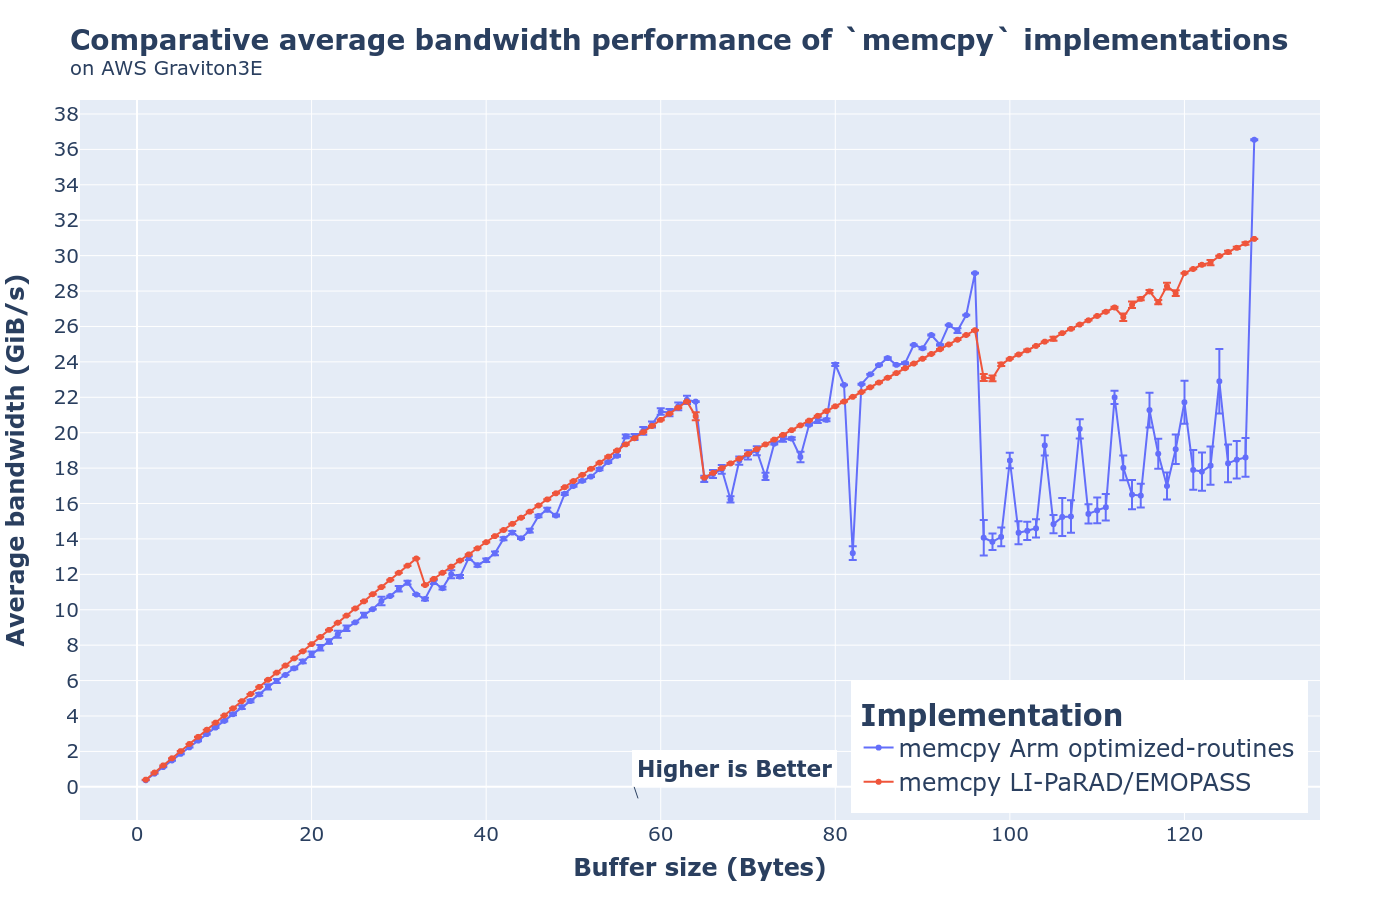 Comparative average bandwidth performance of `memcpy` implementations
on AWS Graviton3E
Average bandwidth (GiB/s)
38
36
34
32
30
28
26
24
22
20
18
16
14
12
10
8
6
4
2
0
Implementation
memcpy Arm optimized-routines
memcpy LI-PaRAD/EMOPASS
Higher is Better
0 20 40 60 80 100 120
Buffer size (Bytes)